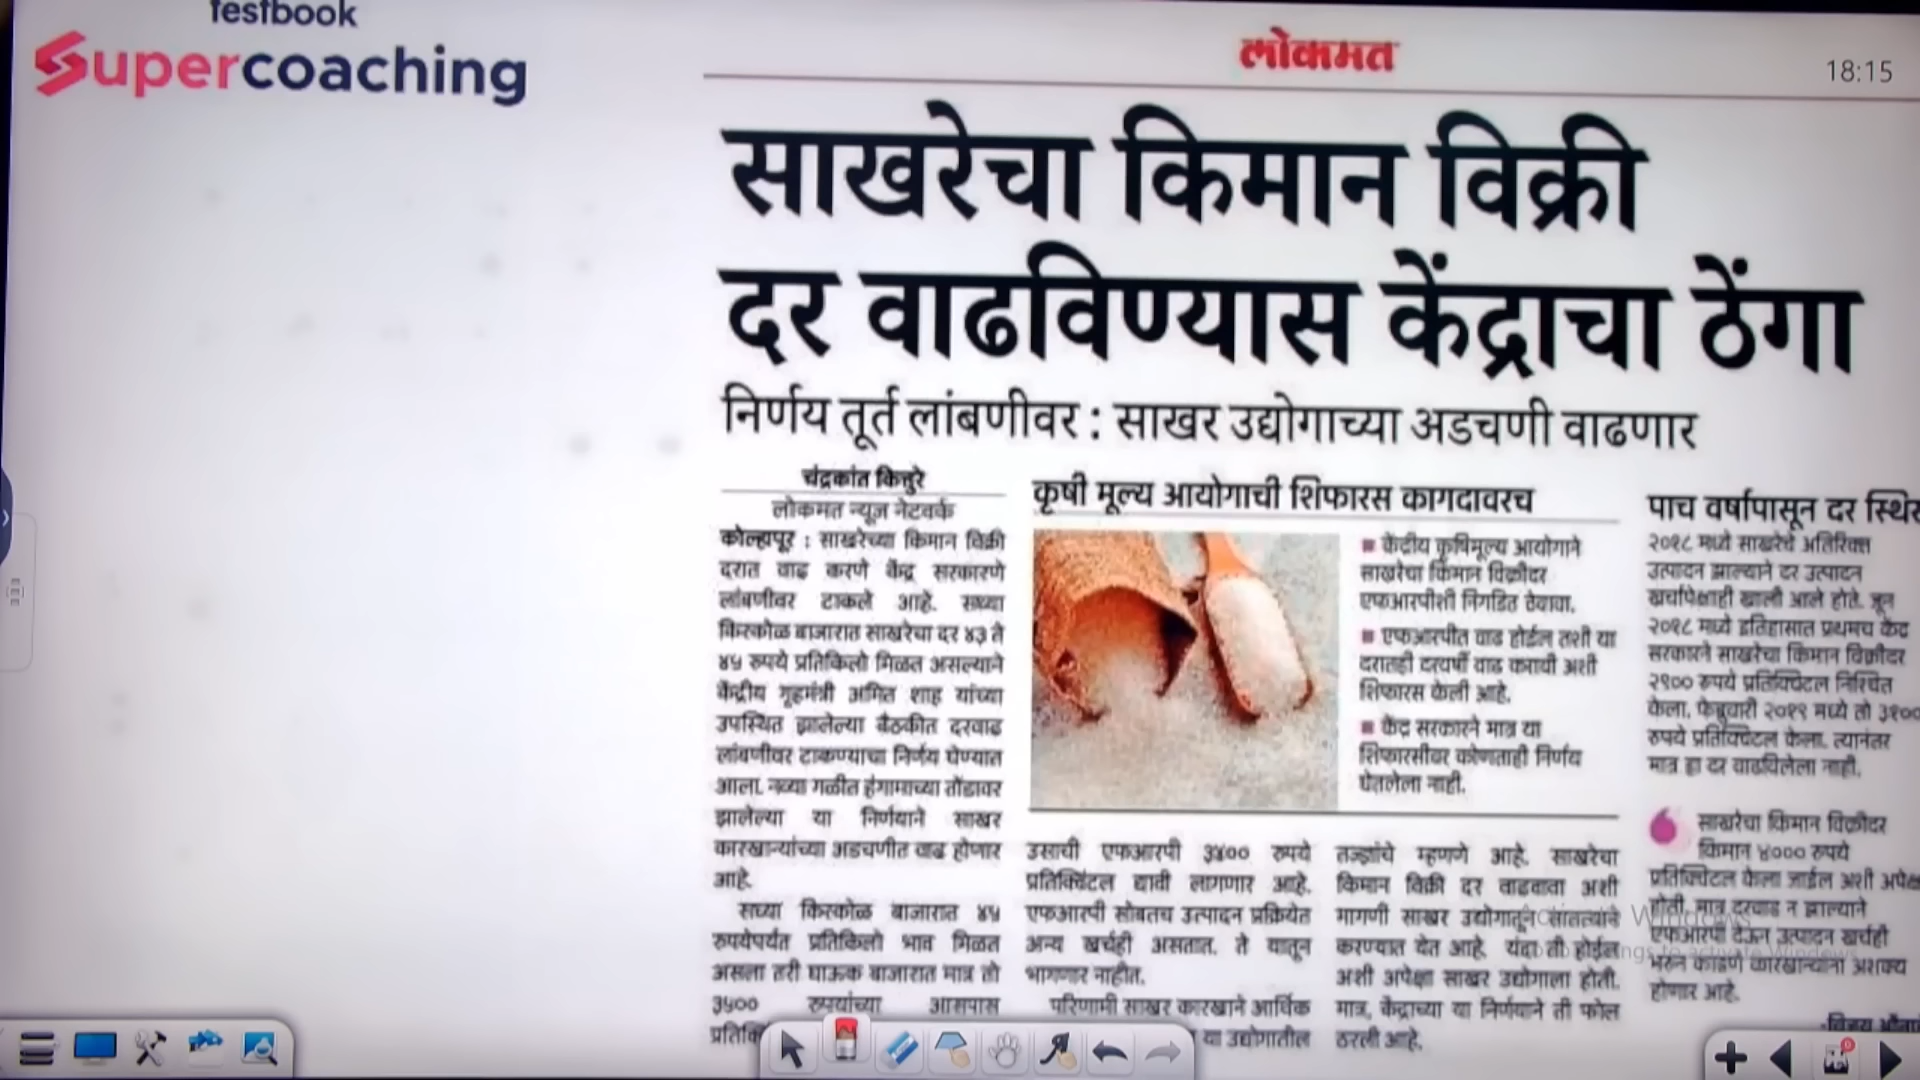 testbook
Supercoaching
लोकमत
18:15
साखरेचा किमान विक्री
दर वाढविण्यास केंद्राचा ठेंगा
निर्णय तूर्त लांबणीवर : साखर उद्योगाच्या अडचणी वाढणार
चंद्रकांत कित्तुरे
लोकमत न्यूज नेटवर्क
कोल्हापूर : साखरेच्या किमान विक्री
दरात वाढ करणे केंद्र सरकारणे
लांबणीवर टाकले आहे. सध्या
किरकोळ बाजारात साखरेचा दर ४३ ते
४५ रुपये प्रतिकिलो मिळत असल्याने
केंद्रीय गृहमंत्री अमित शाह यांच्या
उपस्थित झालेल्या बैठकीत दरवाढ
लांबणीवर टाकण्याचा निर्णय घेण्यात
आला. नव्या गळीत हंगामाच्या तोंडावर
झालेल्या या निर्णयाने साखर
कारखान्यांच्या अडचणीत वाढ होणार
आहे.
सध्या किरकोळ बाजारात ४५
रुपयेपर्यंत प्रतिकिलो भाव मिळत
असला तरी घाऊक बाजारात मात्र तो
३५०० रुपयांच्या आसपास
कृषी मूल्य आयोगाची शिफारस कागदावरच
■ केंद्रीय कृषिमूल्य आयोगाने
साखरेचा किमान विक्रीदर
एफआरपीशी निगडित ठेवावा.
■ एफआरपीत वाढ होईल तशी या
दरातही दरवर्षी वाढ करावी अशी
शिफारस केली आहे.
■ केंद्र सरकारने मात्र या
शिफारसीवर कोणताही निर्णय
घेतलेला नाही.
उसाची एफआरपी ३४०० रुपये
प्रतिक्विंटल द्यावी लागणार आहे.
एफआरपी सोबतच उत्पादन प्रक्रियेत
अन्य खर्चही असतात. ते यातून
भागणार नाहीत.
परिणामी साखर कारखाने आर्थिक
या उद्योगातील
तज्ज्ञांचे म्हणणे आहे. साखरेचा
किमान विक्री दर वाढवावा अशी
मागणी साखर उद्योगातून सातत्याने
करण्यात येत आहे. यंदा ती होईल
अशी अपेक्षा साखर उद्योगाला होती.
मात्र, केंद्राच्या या निर्णयाने ती फोल
ठरली आहे.
पाच वर्षापासून दर स्थिर
२०१८ मध्ये साखरेचे अतिरिक्त
उत्पादन झाल्याने दर उत्पादन
खर्चापेक्षाही खाली आले होते. जून
२०१८ मध्ये इतिहासात प्रथमच केंद्र
सरकारने साखरेचा किमान विक्रीदर
२९०० रुपये प्रतिक्विंटल निश्चित
केला. फेब्रुवारी २०१९ मध्ये तो ३१००
रुपये प्रतिक्विंटल केला. त्यानंतर
मात्र हा दर वाढविलेला नाही.
साखरेचा किमान विक्रीदर
किमान ४००० रुपये
प्रतिक्विंटल केला जाईल अशी
होती. मात्र दरवाढ न झाल्याने
एफआरपी देऊन उत्पादन खर्चही
भरून काढणे कारखान्यांना अशक्य
होणार आहे.